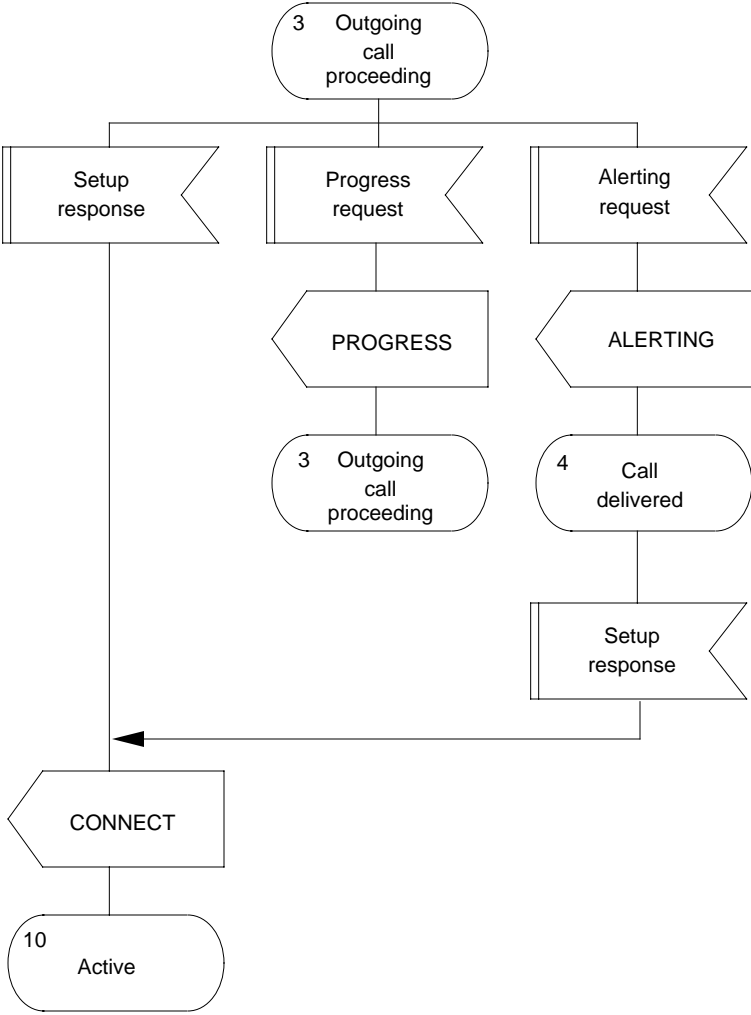 3 Outgoing
call
proceeding
Setup
response
Progress
request
Alerting
request
PROGRESS
ALERTING
3 Outgoing
call
proceeding
4 Call
delivered
Setup
response
CONNECT
10
Active